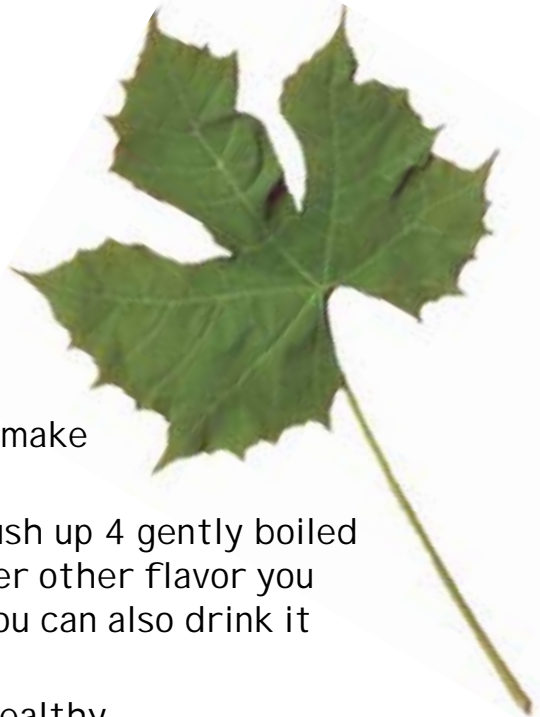 make
ush up 4 gently boiled
er other flavor you
ou can also drink it
ealthy